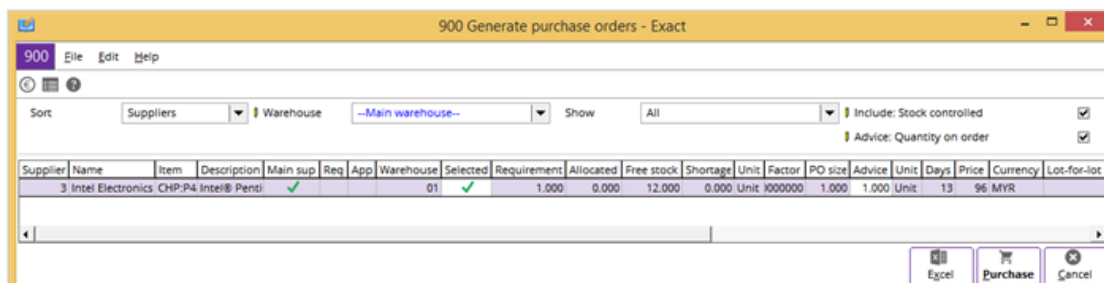 900 Generate purchase orders - Exact
900 File Edit Help
Sort Suppliers Warehouse --Main warehouse-- Show All Include: Stock controlled
Advice: Quantity on order
Supplier Name Item Description Main sup Req App Warehouse Selected Requirement Allocated Free stock Shortage Unit Factor PO size Advice Unit Days Price Currency Lot-for-lot
3 Intel Electronics CHP:P4 Intel® Penti 01 1.000 0.000 12.000 0.000 Unit 0000000 1.000 1.000 Unit 13 96 MYR
Excel Purchase Cancel